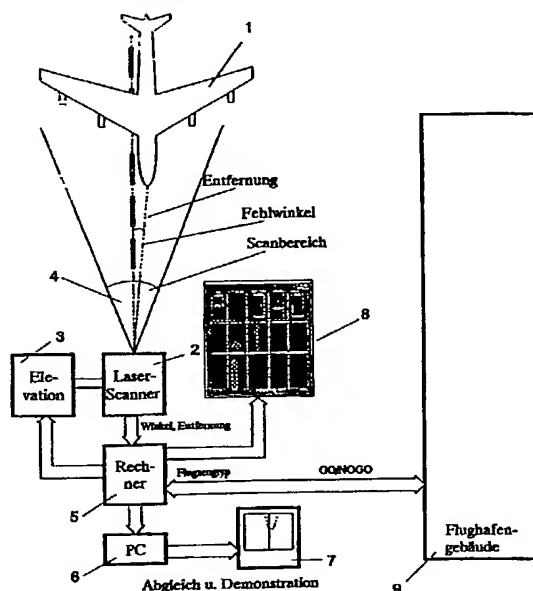 1
Entfernung
Fehlwinkel
Scanbereich
4
3
2
8
Ele-
vation
Laser-
Scanner
Winkel, Entfernung
Rech-
ner
Flugzeugtyp
GO/NOGO
5
PC
6
7
Abgleich u. Demonstration
Flughafen-
gebäude
9